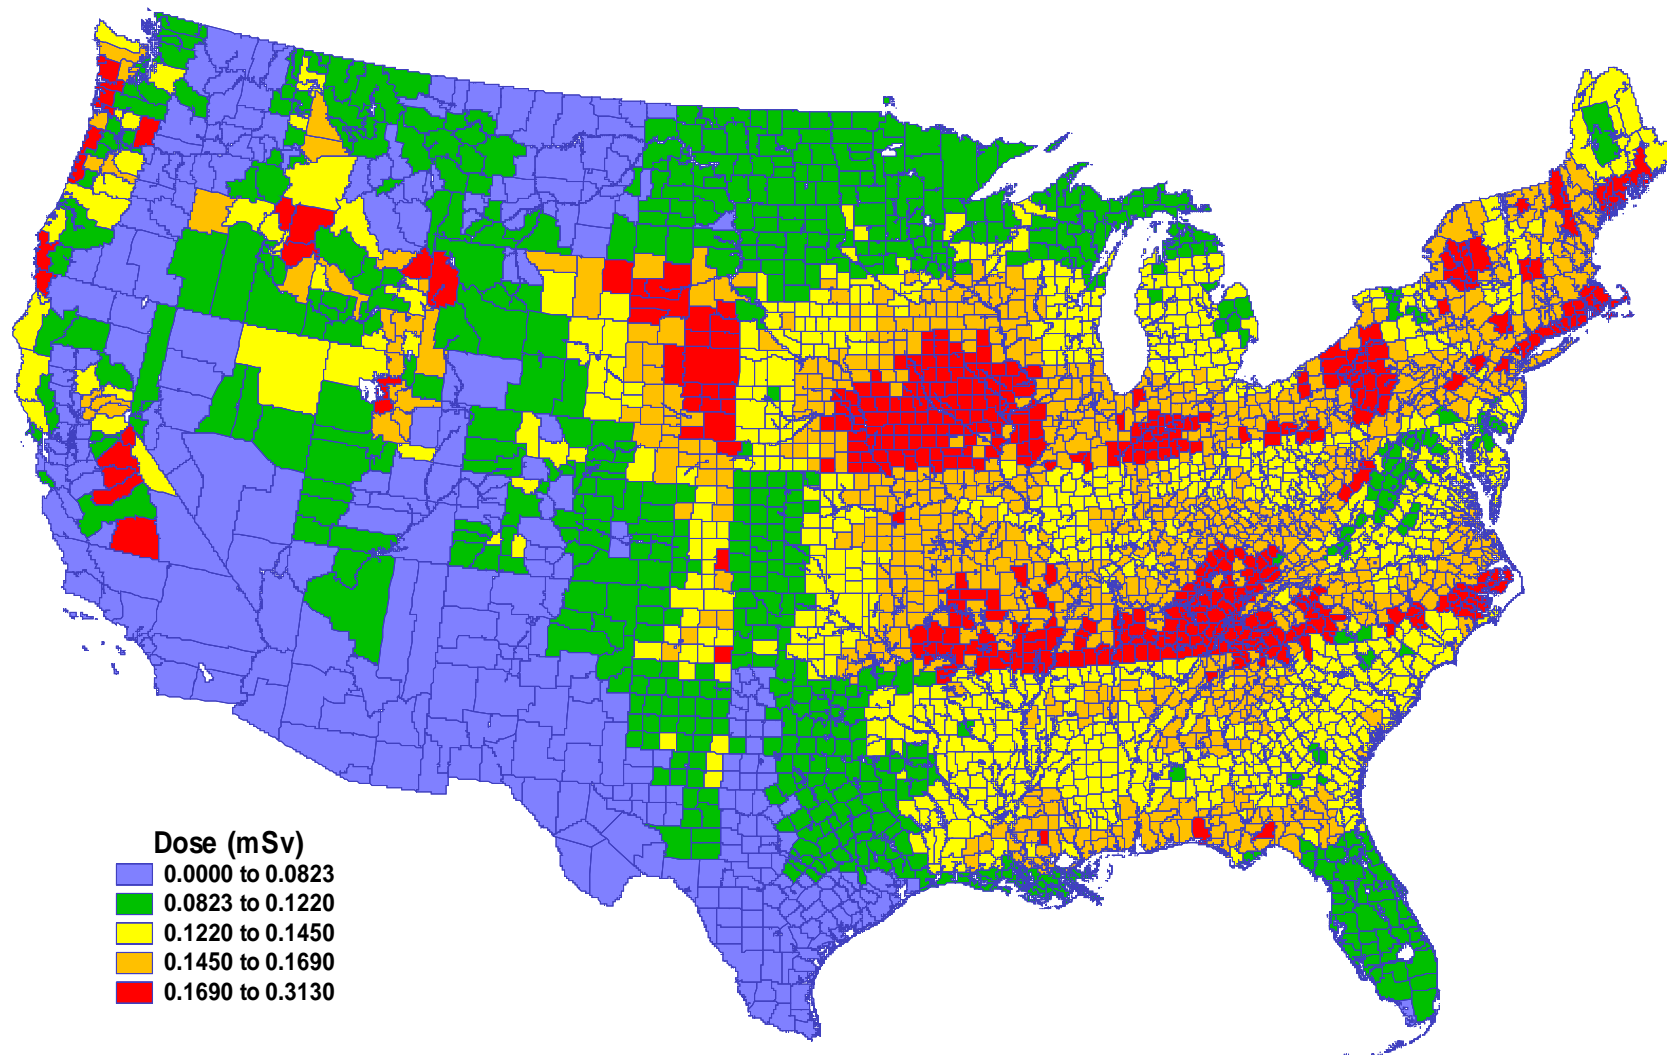 Dose (mSv)
0.0000 to 0.0823
0.0823 to 0.1220
0.1220 to 0.1450
0.1450 to 0.1690
0.1690 to 0.3130